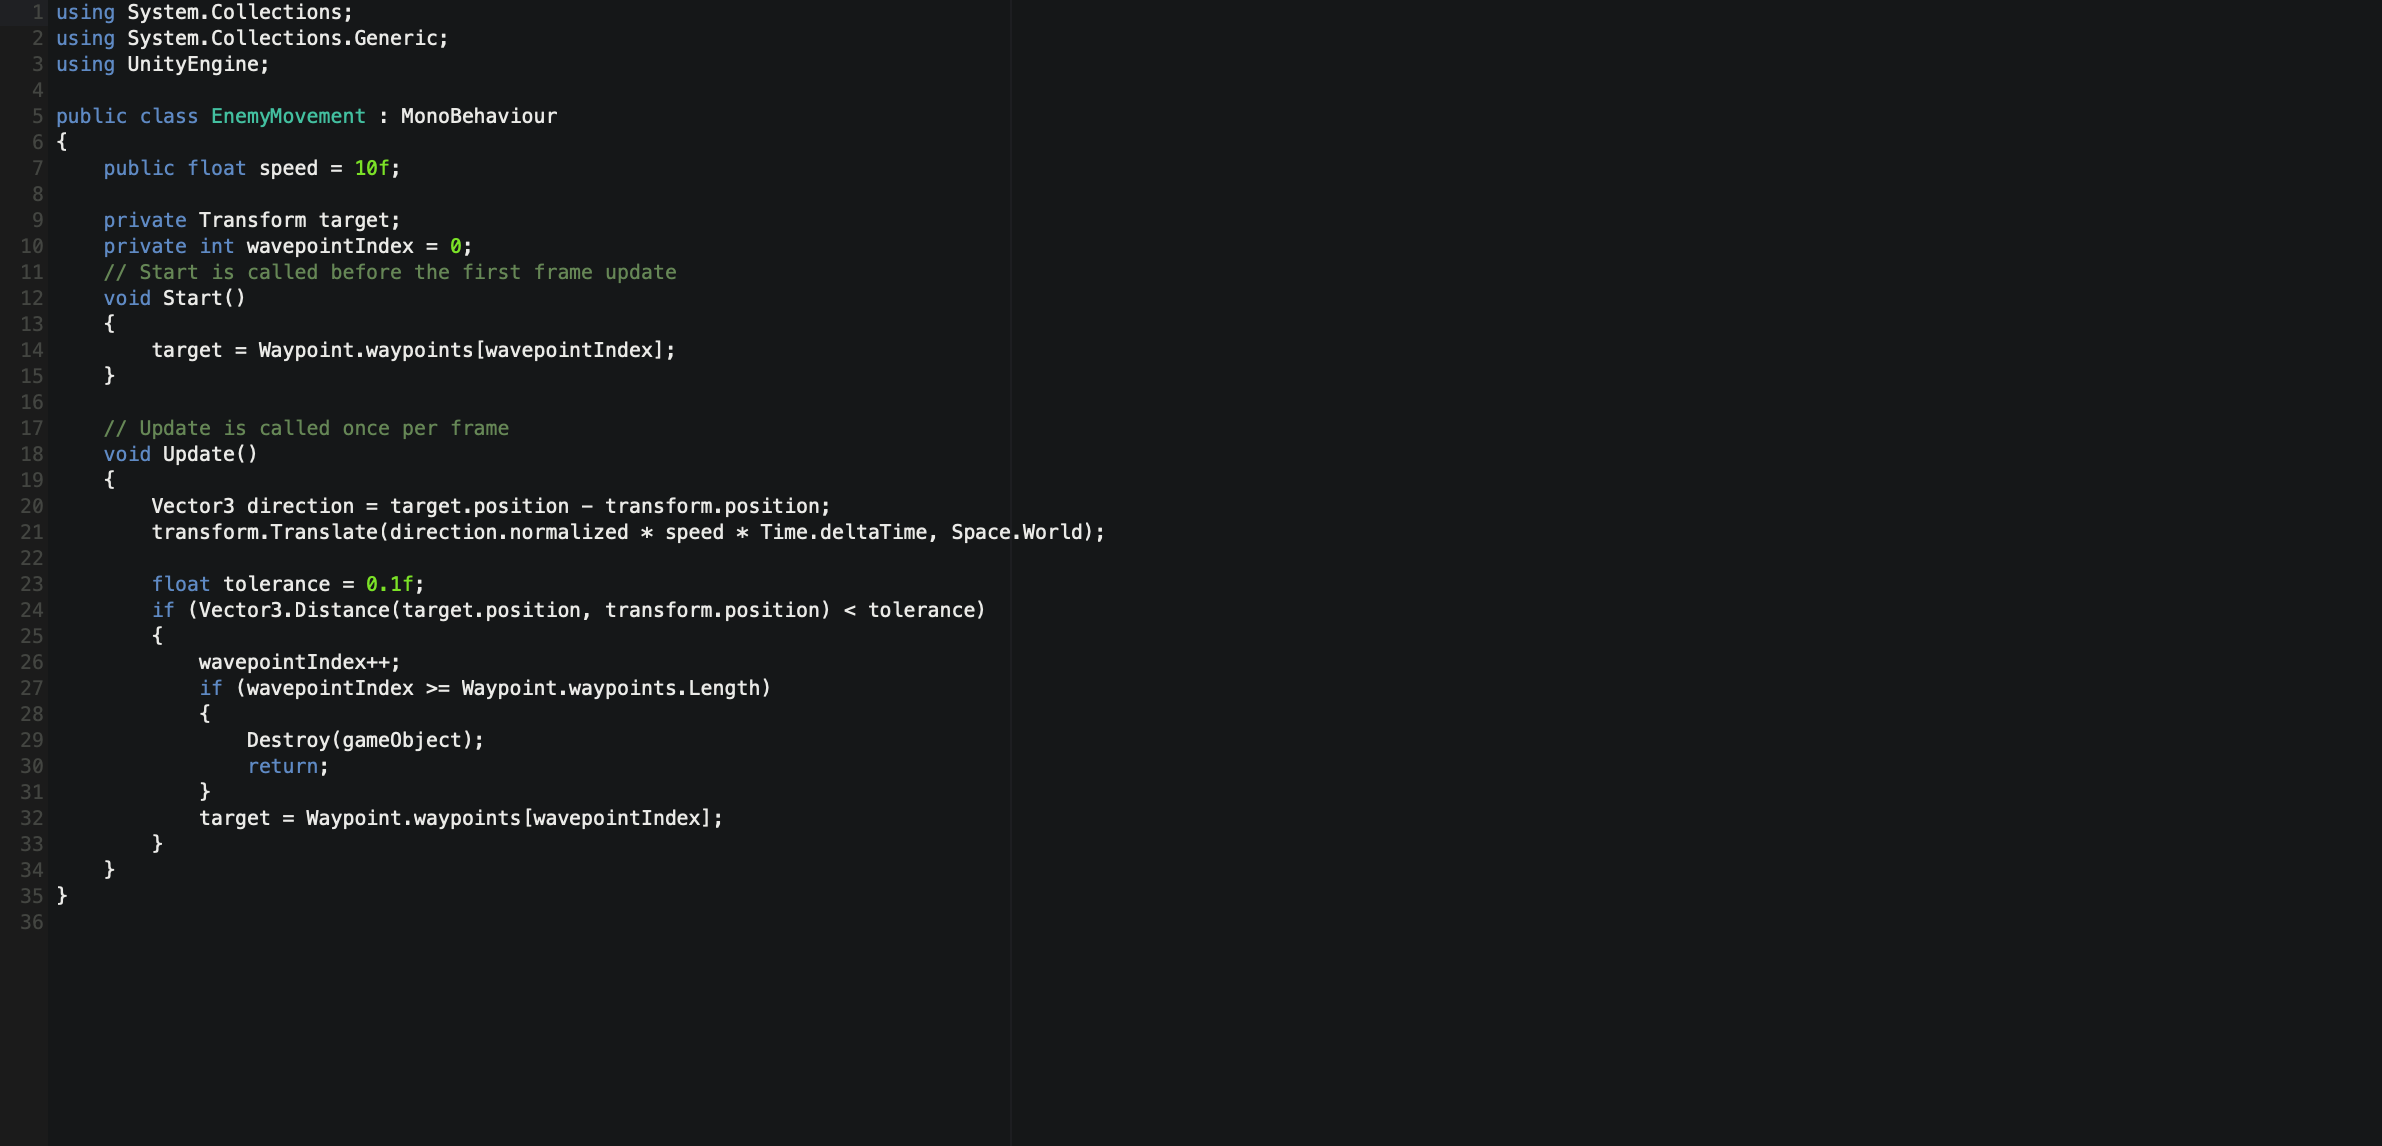 1 using System.Collections;
2 using System.Collections.Generic;
3 using UnityEngine;
4
5 public class EnemyMovement : MonoBehaviour
6 {
7     public float speed = 10f;
8
9     private Transform target;
10     private int wavepointIndex = 0;
11     // Start is called before the first frame update
12     void Start()
13     {
14         target = Waypoint.waypoints[wavepointIndex];
15     }
16
17     // Update is called once per frame
18     void Update()
19     {
20         Vector3 direction = target.position - transform.position;
21         transform.Translate(direction.normalized * speed * Time.deltaTime, Space.World);
22
23         float tolerance = 0.1f;
24         if (Vector3.Distance(target.position, transform.position) < tolerance)
25         {
26             wavepointIndex++;
27             if (wavepointIndex >= Waypoint.waypoints.Length)
28             {
29                 Destroy(gameObject);
30                 return;
31             }
32             target = Waypoint.waypoints[wavepointIndex];
33         }
34     }
35 }
36